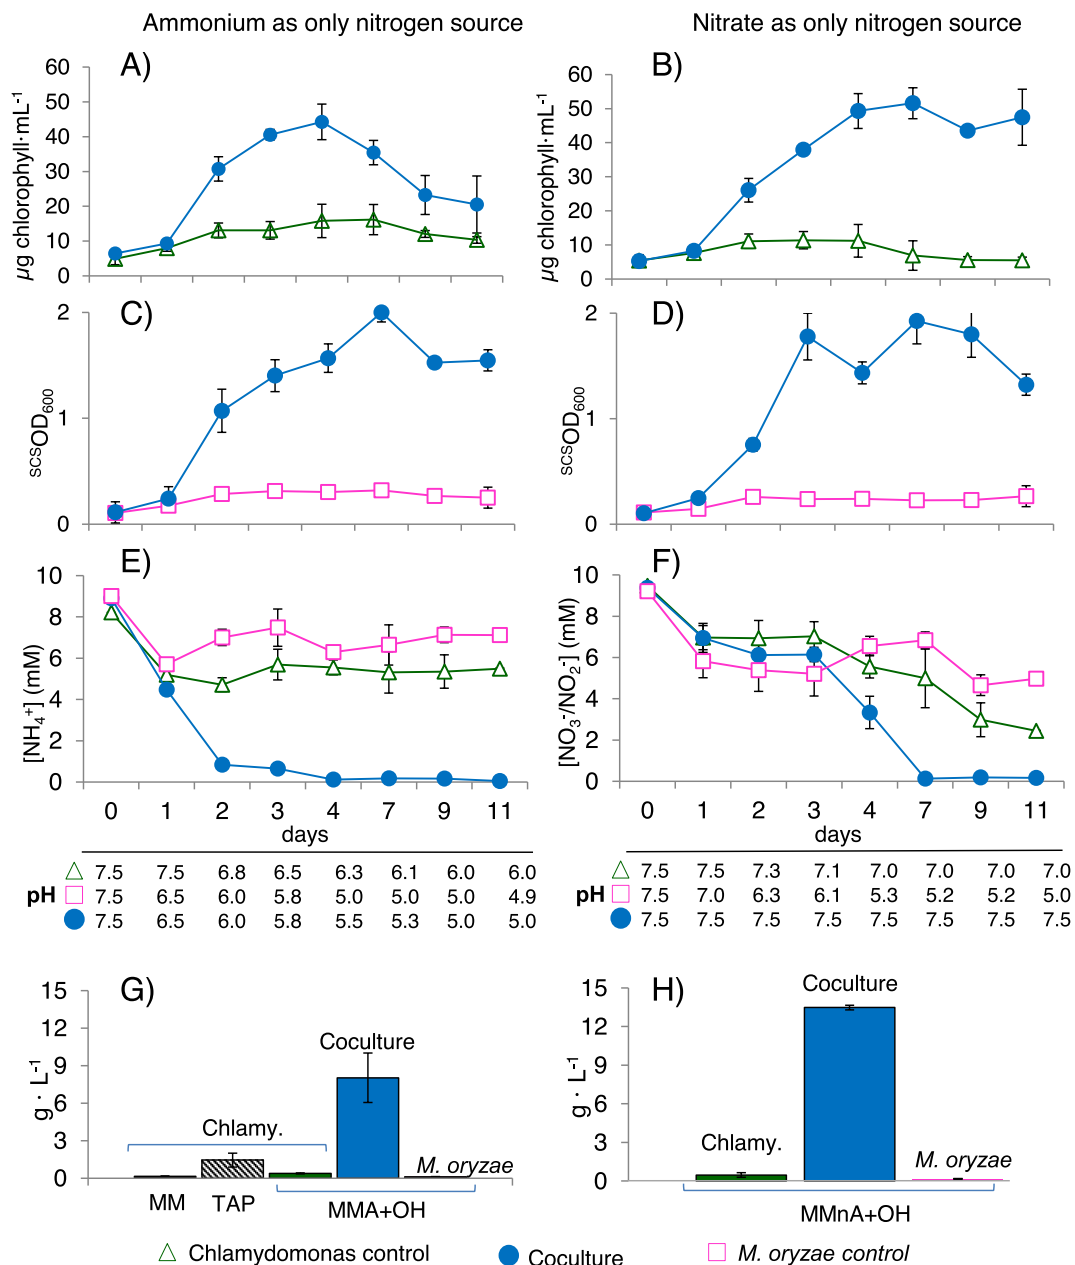 Ammonium as only nitrogen source
Nitrate as only nitrogen source
A)
µg chlorophyll·mL-1
60
50
40
30
20
10
0
B)
µg chlorophyll·mL-1
60
50
40
30
20
10
0
C)
SCSOD600
2
1
0
D)
SCSOD600
2
1
0
E)
[NH4+] (mM)
10
8
6
4
2
0
0 1 2 3 4 7 9 11
days
F)
[NO3-/NO2-] (mM)
10
8
6
4
2
0
0 1 2 3 4 7 9 11
days
pH
7.5 7.5 6.8 6.5 6.3 6.1 6.0 6.0
7.5 6.5 6.0 5.8 5.0 5.0 5.0 4.9
7.5 6.5 6.0 5.8 5.5 5.3 5.0 5.0
pH
7.5 7.5 7.3 7.1 7.0 7.0 7.0 7.0
7.5 7.0 6.3 6.1 5.3 5.2 5.2 5.0
7.5 7.5 7.5 7.5 7.5 7.5 7.5 7.5
G)
g · L-1
15
12
9
6
3
0
Coculture
Chlamy.
M. oryzae
MM TAP
MMA+OH
H)
g · L-1
15
12
9
6
3
0
Coculture
Chlamy.
M. oryzae
MMnA+OH
Chlamydomonas control
Coculture
M. oryzae control